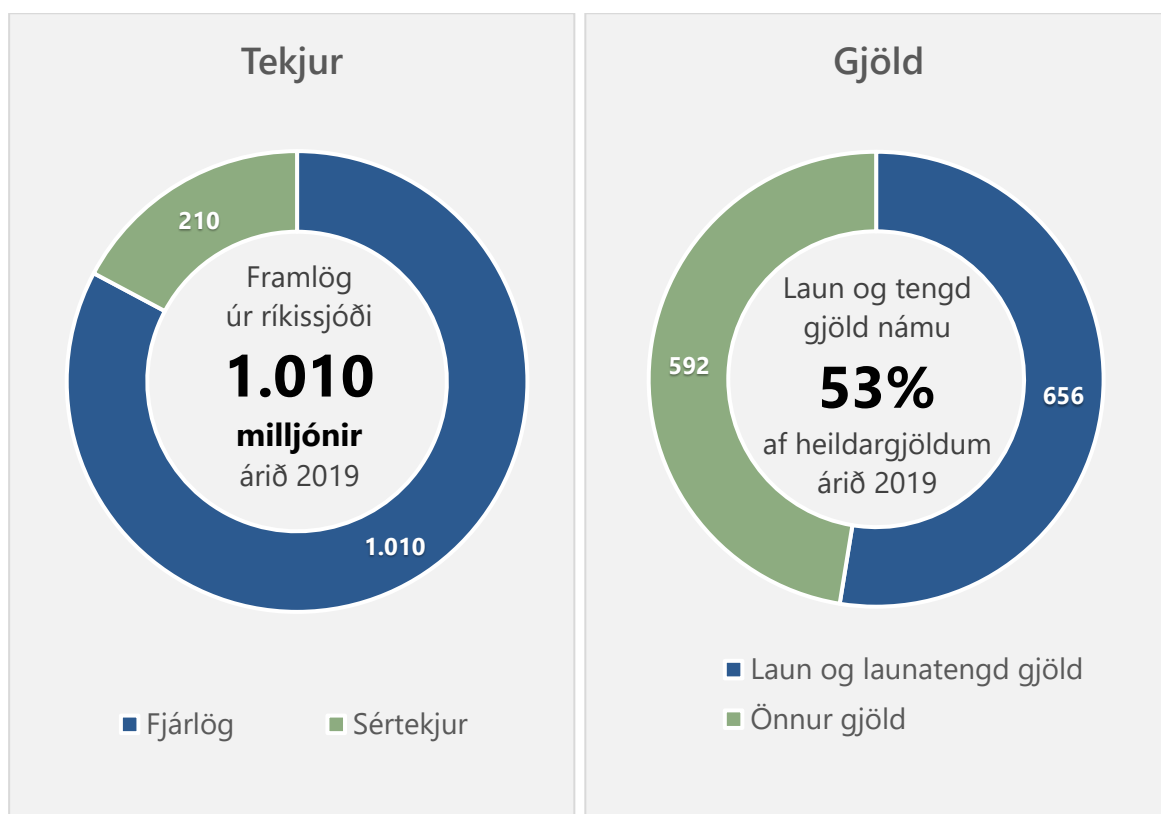 Tekjur
210
Framlög
úr ríkissjóði
1.010
milljónir
árið 2019
1.010
Fjárlög
Sértekjur
Gjöld
Laun og tengd
gjöld námu
53%
af heildargjöldum
árið 2019
592
656
Laun og launatengd gjöld
Önnur gjöld